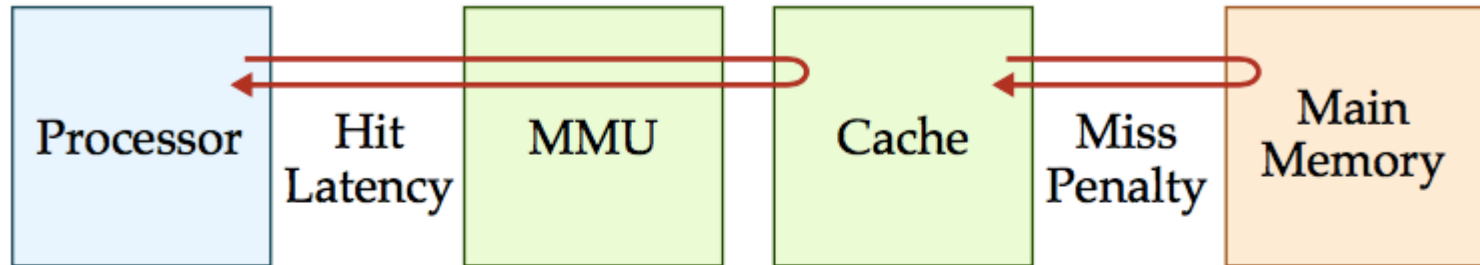 Processor
Hit
Latency
MMU
Cache
Miss
Penalty
Main
Memory